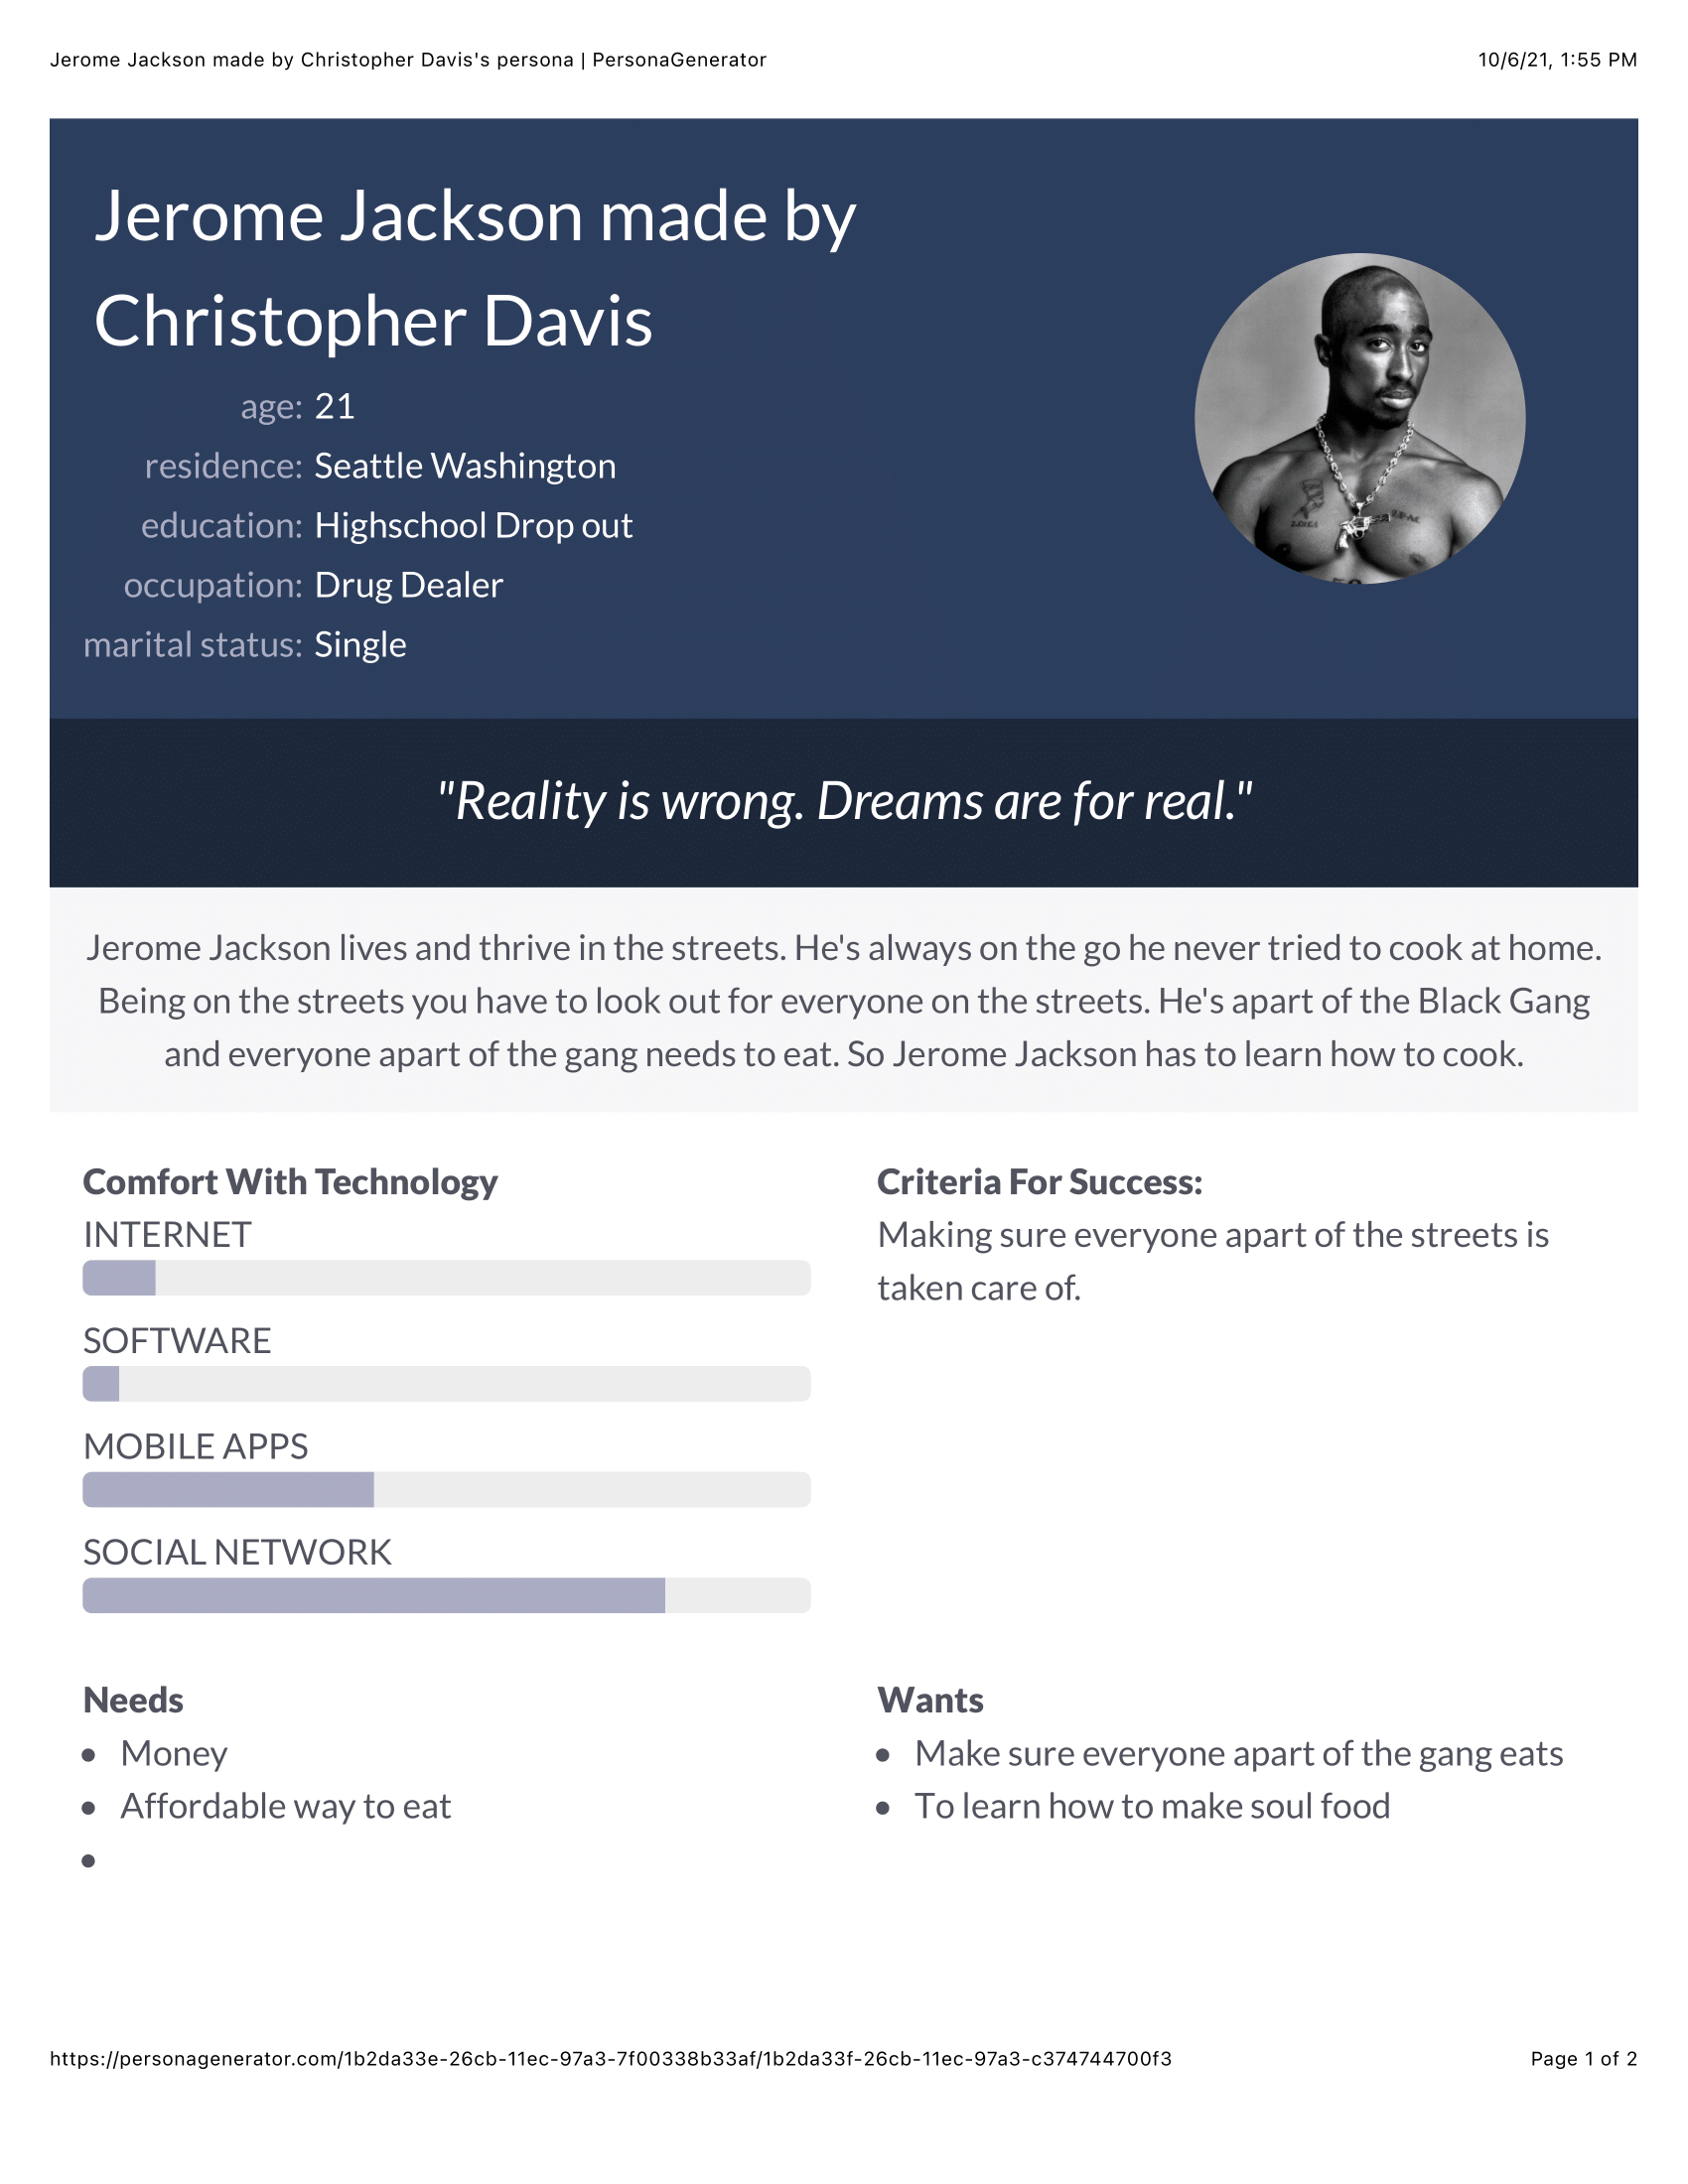 Jerome Jackson made by Christopher Davis's persona | PersonaGenerator
10/6/21, 1:55 PM
Jerome Jackson made by
Christopher Davis
age: 21
residence: Seattle Washington
education: Highschool Drop out
occupation: Drug Dealer
marital status: Single
2PAC
"Reality is wrong. Dreams are for real."
Jerome Jackson lives and thrive in the streets. He's always on the go he never tried to cook at home.
Being on the streets you have to look out for everyone on the streets. He's apart of the Black Gang
and everyone apart of the gang needs to eat. So Jerome Jackson has to learn how to cook.
Comfort With Technology
INTERNET
SOFTWARE
MOBILE APPS
SOCIAL NETWORK
Criteria For Success:
Making sure everyone apart of the streets is
taken care of.
Needs
Money
Affordable way to eat
Wants
Make sure everyone apart of the gang eats
To learn how to make soul food
https://personagenerator.com/1b2da33e-26cb-11ec-97a3-7f00338b33af/1b2da33f-26cb-11ec-97a3-c374744700f3
Page 1 of 2